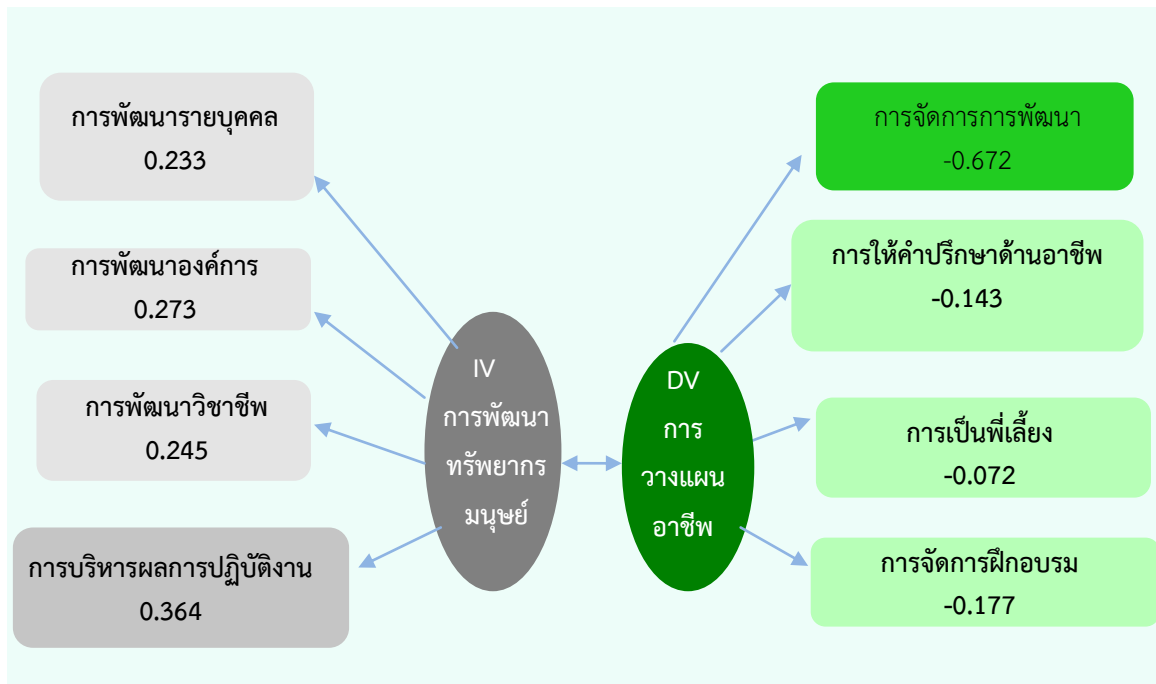 การพัฒนารายบุคคล
0.233
การพัฒนาองค์การ
0.273
การพัฒนาวิชาชีพ
0.245
การบริหารผลการปฏิบัติงาน
0.364
IV
การพัฒนา
ทรัพยากร
มนุษย์
DV
การ
วางแผน
อาชีพ
การจัดการการพัฒนา
-0.672
การให้คำปรึกษาด้านอาชีพ
-0.143
การเป็นพี่เลี้ยง
-0.072
การจัดการฝึกอบรม
-0.177